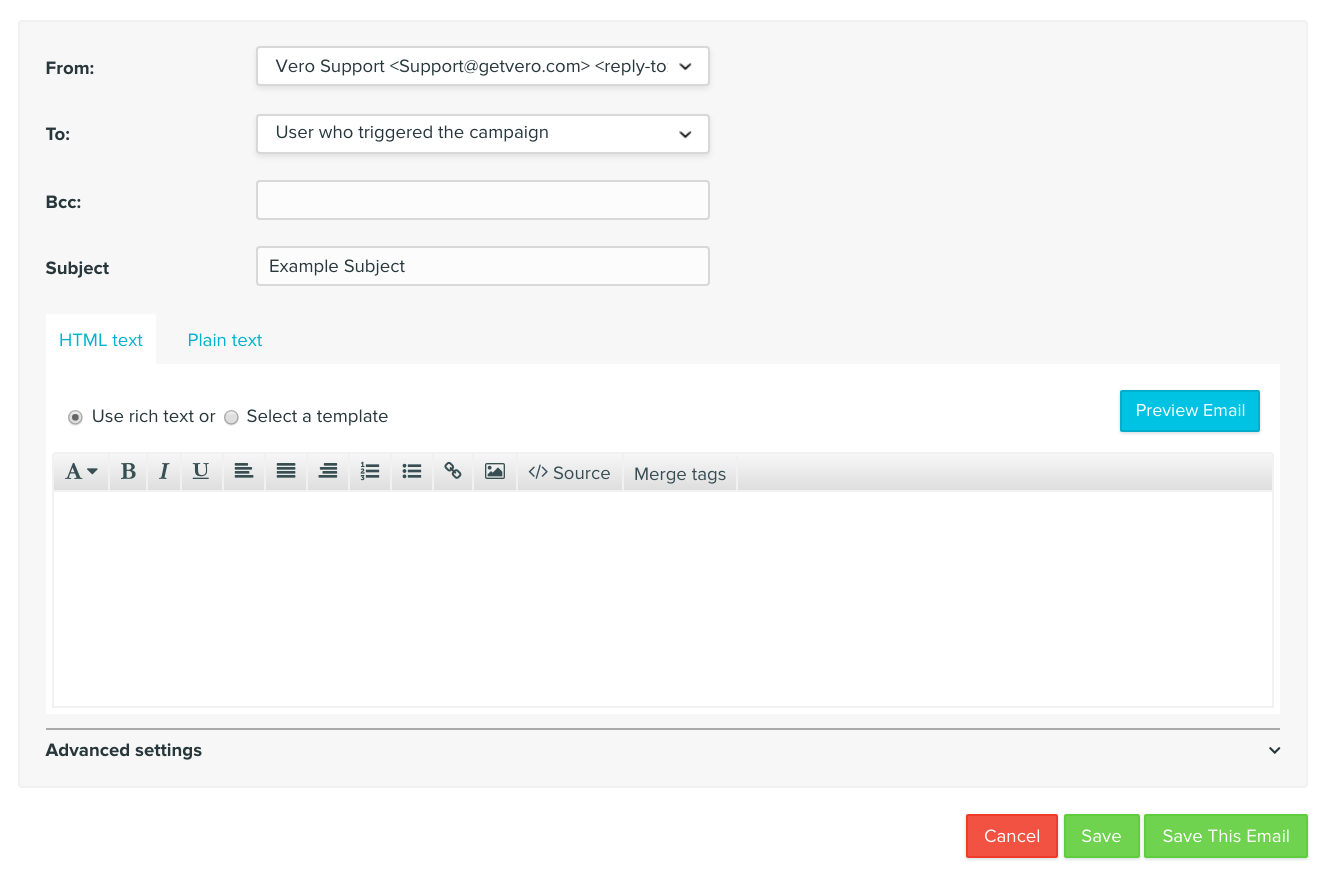 From:
Vero Support <Support@getvero.com> <reply-to
To:
User who triggered the campaign
Bcc:
Subject
Example Subject
HTML text
Plain text
Use rich text or
Select a template
Preview Email
A B I U </> Source Merge tags
Advanced settings
Cancel
Save
Save This Email